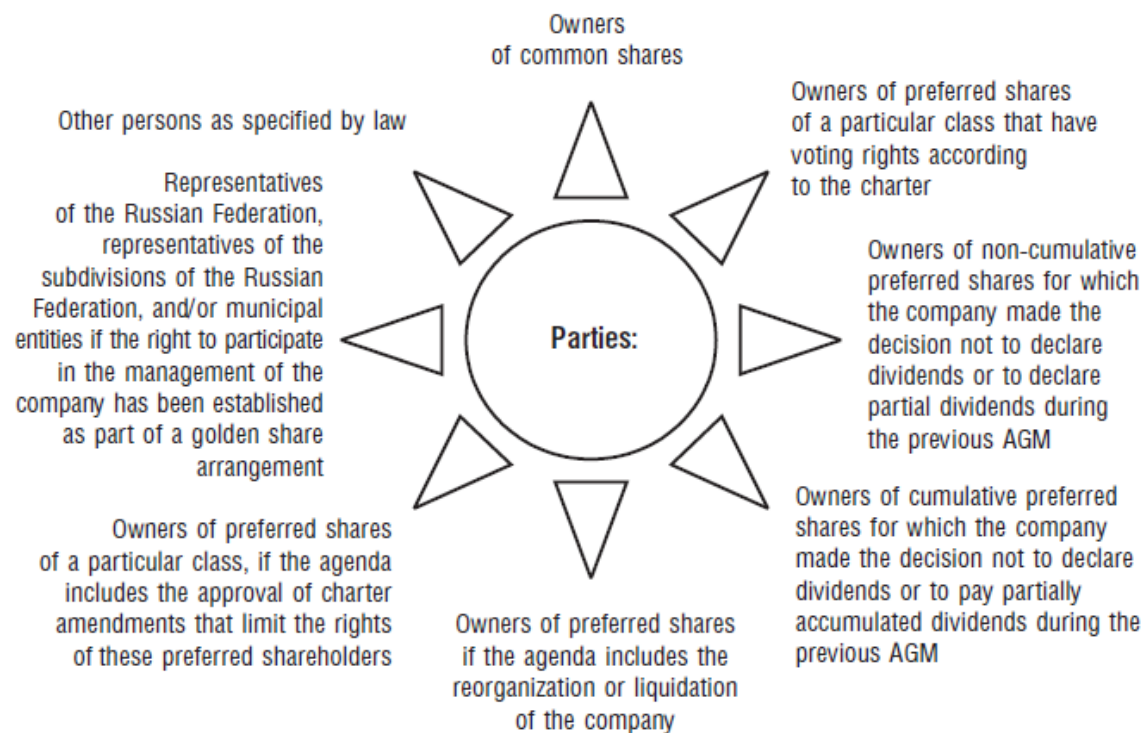 Owners
of common shares
Owners of preferred shares
of a particular class that have
voting rights according
to the charter
Owners of non-cumulative
preferred shares for which
the company made the
decision not to declare
dividends or to declare
partial dividends during
the previous AGM
Owners of cumulative preferred
shares for which the company
made the decision not to declare
dividends or to pay partially
accumulated dividends during the
previous AGM
Owners of preferred shares
if the agenda includes the
reorganization or liquidation
of the company
Owners of preferred shares
of a particular class, if the agenda
includes the approval of charter
amendments that limit the rights
of these preferred shareholders
Representatives
of the Russian Federation,
representatives of the
subdivisions of the Russian
Federation, and/or municipal
entities if the right to participate
in the management of the
company has been established
as part of a golden share
arrangement
Other persons as specified by law
Parties: